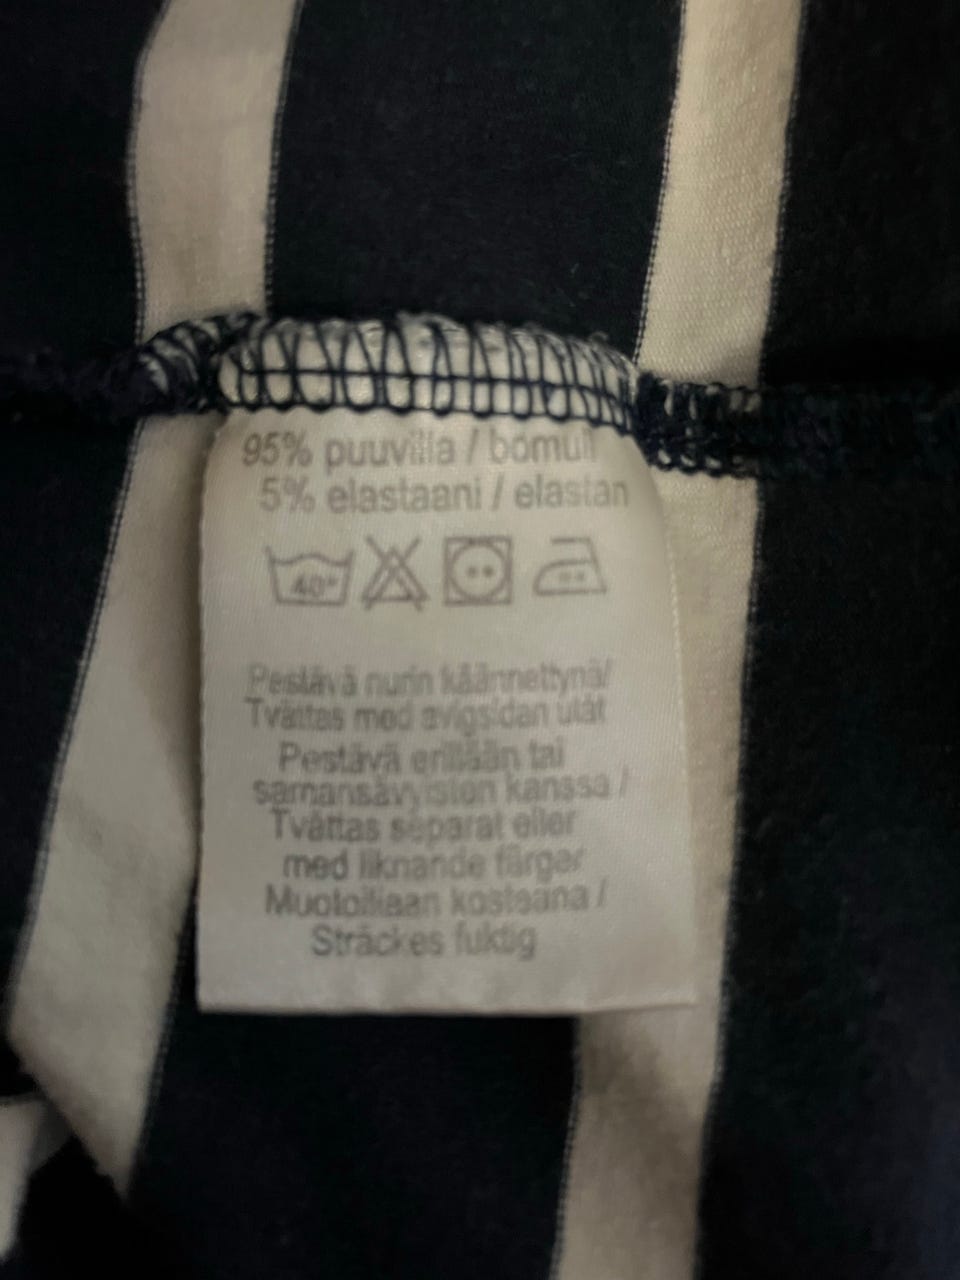 95% puuvilla / bomull
5% elastaani / elastan
40°
Pestävä nurin käännettynä/
Tvättas med avigsidan utåt
Pestävä erillään tai
samansävyisten kanssa /
Tvättas separat eller
med liknande färger
Muotoillaan kosteana /
Sträckes fuktig